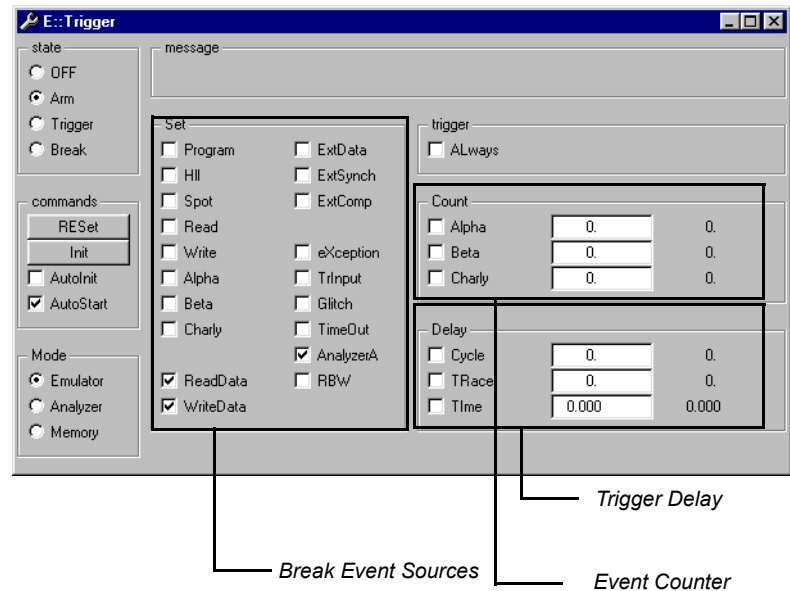 E::Trigger
state
OFF
Arm
Trigger
Break
commands
RESet
Init
AutoInit
AutoStart
Mode
Emulator
Analyzer
Memory
message
Set
Program
Hll
Spot
Read
Write
Alpha
Beta
Charly
ReadData
WriteData
ExtData
ExtSynch
ExtComp
eXception
TrInput
Glitch
TimeOut
AnalyzerA
RBW
trigger
ALways
Count
Alpha 0. 0.
Beta 0. 0.
Charly 0. 0.
Delay
Cycle 0. 0.
TRace 0. 0.
TIme 0.000 0.000
Trigger Delay
Break Event Sources
Event Counter